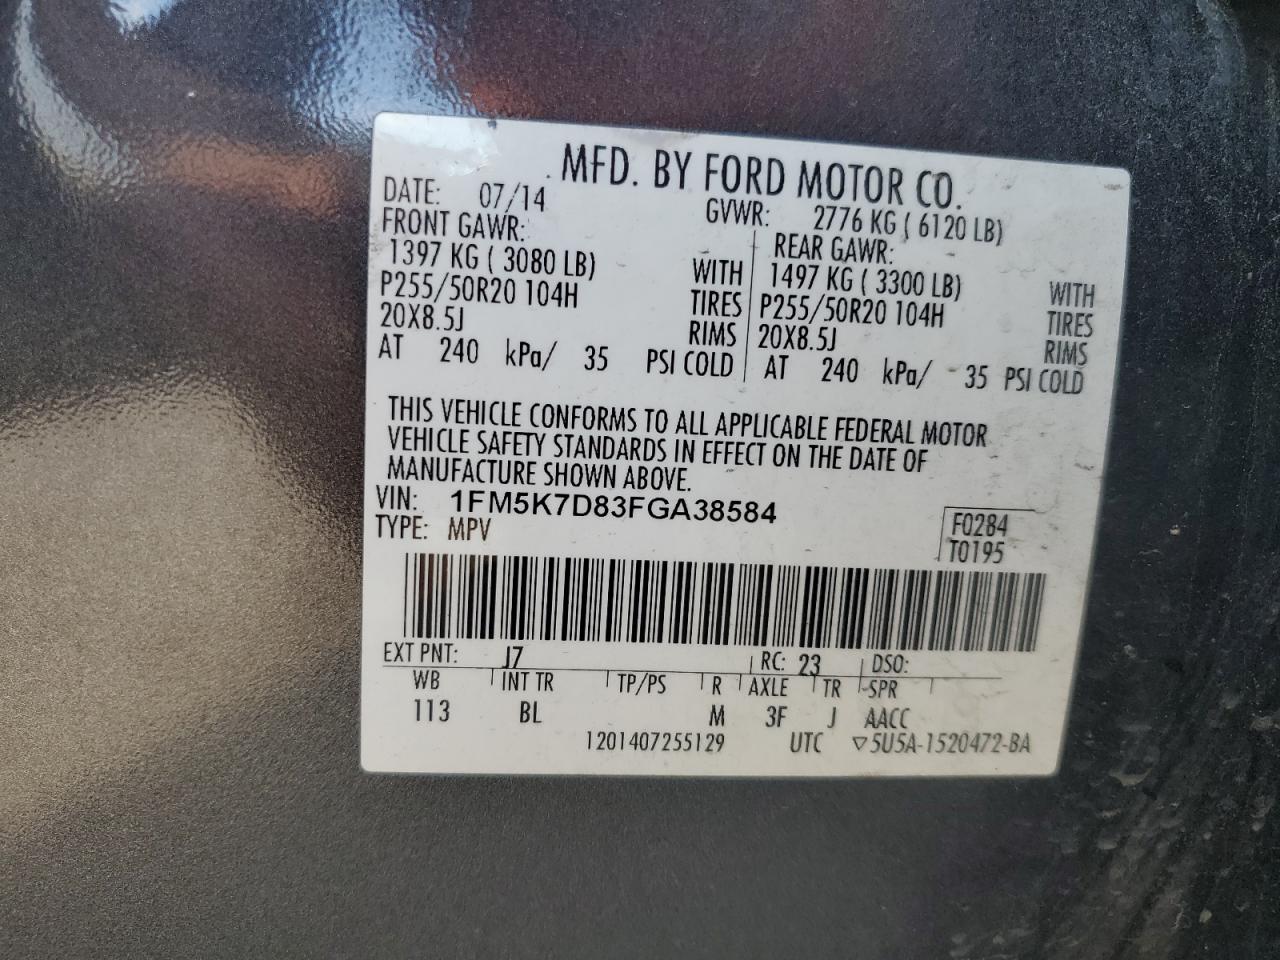 MFD. BY FORD MOTOR CO.
DATE: 07/14 GVWR: 2776 KG ( 6120 LB)
FRONT GAWR: REAR GAWR:
1397 KG ( 3080 LB) WITH 1497 KG ( 3300 LB) WITH
P255/50R20 104H TIRES P255/50R20 104H TIRES
20X8.5J RIMS 20X8.5J RIMS
AT 240 kPa/ 35 PSI COLD AT 240 kPa/ 35 PSI COLD
THIS VEHICLE CONFORMS TO ALL APPLICABLE FEDERAL MOTOR
VEHICLE SAFETY STANDARDS IN EFFECT ON THE DATE OF
MANUFACTURE SHOWN ABOVE.
VIN: 1FM5K7D83FGA38584
TYPE: MPV
F0284
T0195
EXT PNT: J7 RC: 23 DSO:
WB INT TR TP/PS R AXLE TR SPR
113 BL M 3F J AACC
1201407255129 UTC ▽5U5A-1520472-BA